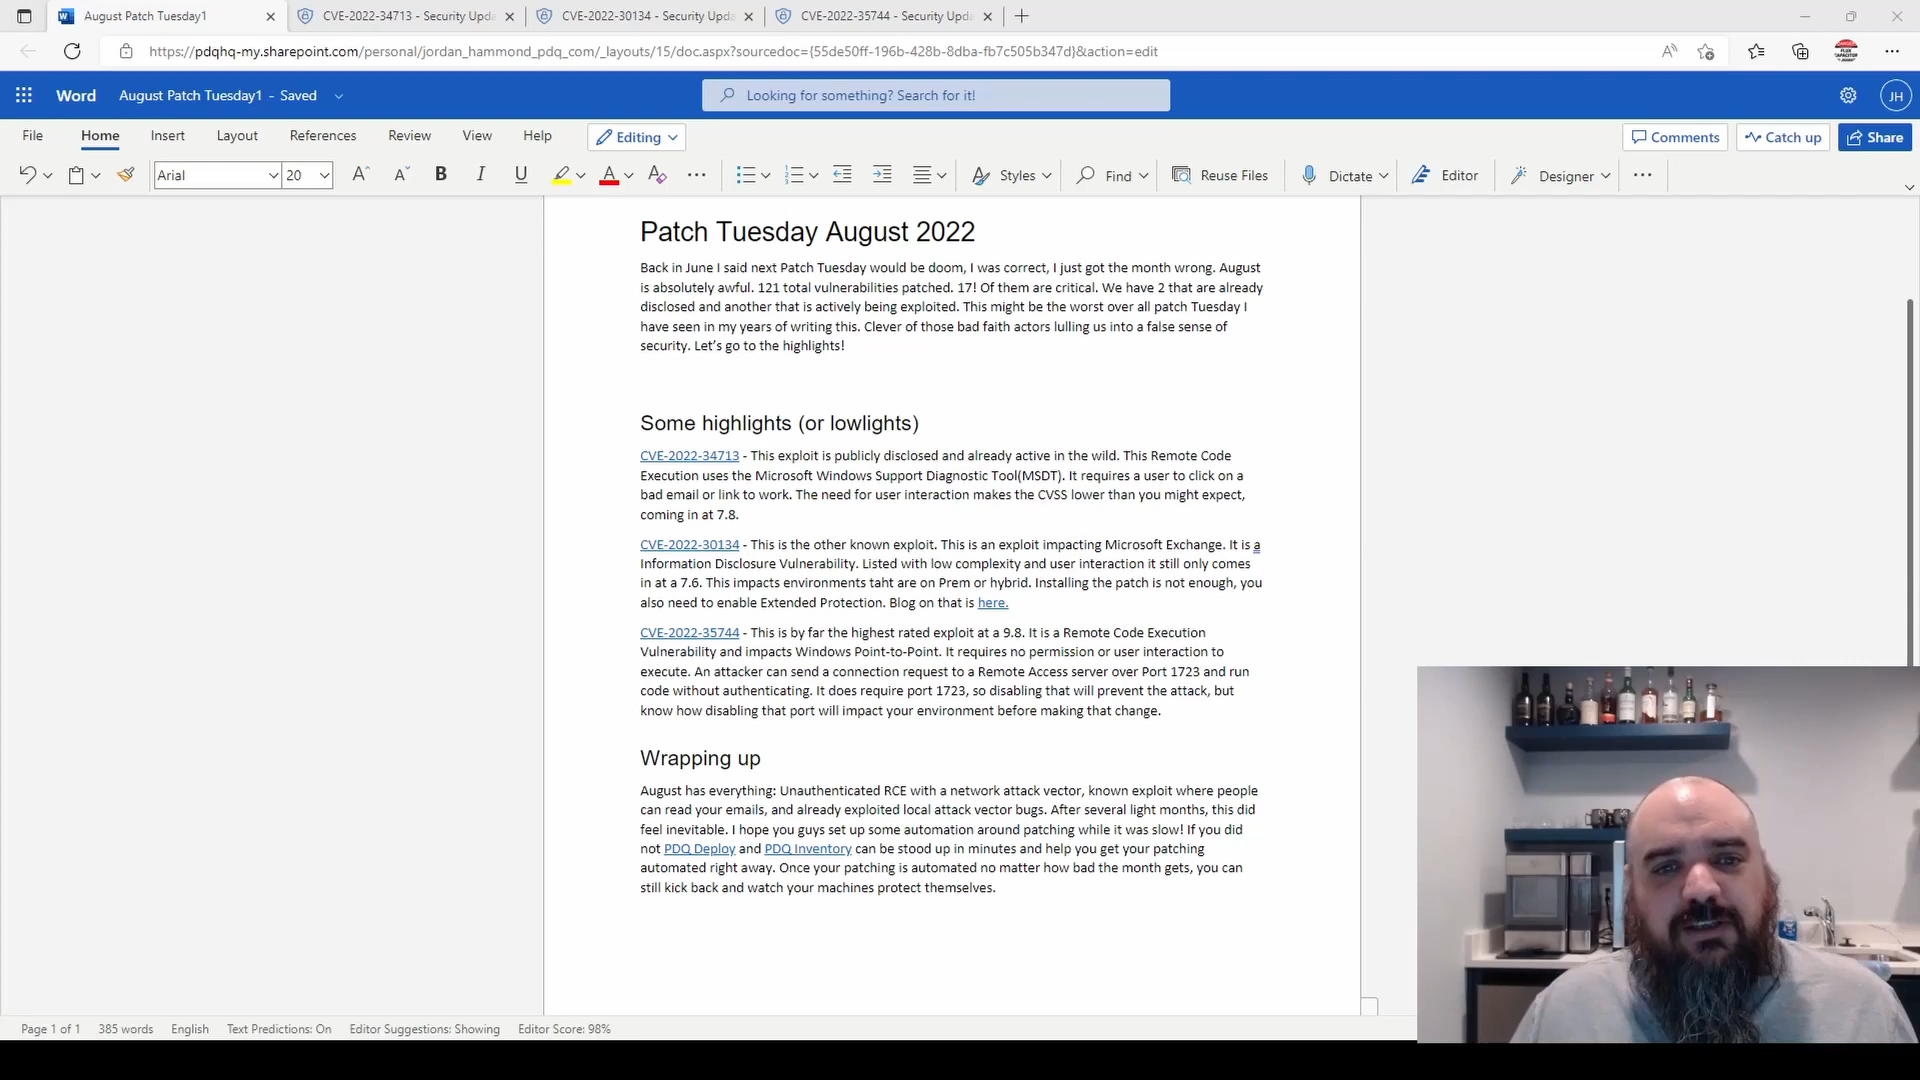 August Patch Tuesday1
CVE-2022-34713 - Security Upda
CVE-2022-30134 - Security Upda
CVE-2022-35744 - Security Upda
https://pdqhq-my.sharepoint.com/personal/jordan_hammond_pdq_com/_layouts/15/doc.aspx?sourcedoc={55de50ff-196b-428b-8dba-fb7c505b347d}&action=edit
Word August Patch Tuesday1 - Saved
Looking for something? Search for it!
JH
File Home Insert Layout References Review View Help Editing
Comments Catch up Share
Arial 20 Styles Find Reuse Files Dictate Editor Designer
Patch Tuesday August 2022
Back in June I said next Patch Tuesday would be doom, I was correct, I just got the month wrong. August
is absolutely awful. 121 total vulnerabilities patched. 17! Of them are critical. We have 2 that are already
disclosed and another that is actively being exploited. This might be the worst over all patch Tuesday I
have seen in my years of writing this. Clever of those bad faith actors lulling us into a false sense of
security. Let’s go to the highlights!
Some highlights (or lowlights)
CVE-2022-34713 - This exploit is publicly disclosed and already active in the wild. This Remote Code
Execution uses the Microsoft Windows Support Diagnostic Tool(MSDT). It requires a user to click on a
bad email or link to work. The need for user interaction makes the CVSS lower than you might expect,
coming in at 7.8.
CVE-2022-30134 - This is the other known exploit. This is an exploit impacting Microsoft Exchange. It is a
Information Disclosure Vulnerability. Listed with low complexity and user interaction it still only comes
in at a 7.6. This impacts environments taht are on Prem or hybrid. Installing the patch is not enough, you
also need to enable Extended Protection. Blog on that is here.
CVE-2022-35744 - This is by far the highest rated exploit at a 9.8. It is a Remote Code Execution
Vulnerability and impacts Windows Point-to-Point. It requires no permission or user interaction to
execute. An attacker can send a connection request to a Remote Access server over Port 1723 and run
code without authenticating. It does require port 1723, so disabling that will prevent the attack, but
know how disabling that port will impact your environment before making that change.
Wrapping up
August has everything: Unauthenticated RCE with a network attack vector, known exploit where people
can read your emails, and already exploited local attack vector bugs. After several light months, this did
feel inevitable. I hope you guys set up some automation around patching while it was slow! If you did
not PDQ Deploy and PDQ Inventory can be stood up in minutes and help you get your patching
automated right away. Once your patching is automated no matter how bad the month gets, you can
still kick back and watch your machines protect themselves.
Page 1 of 1 385 words English Text Predictions: On Editor Suggestions: Showing Editor Score: 98%